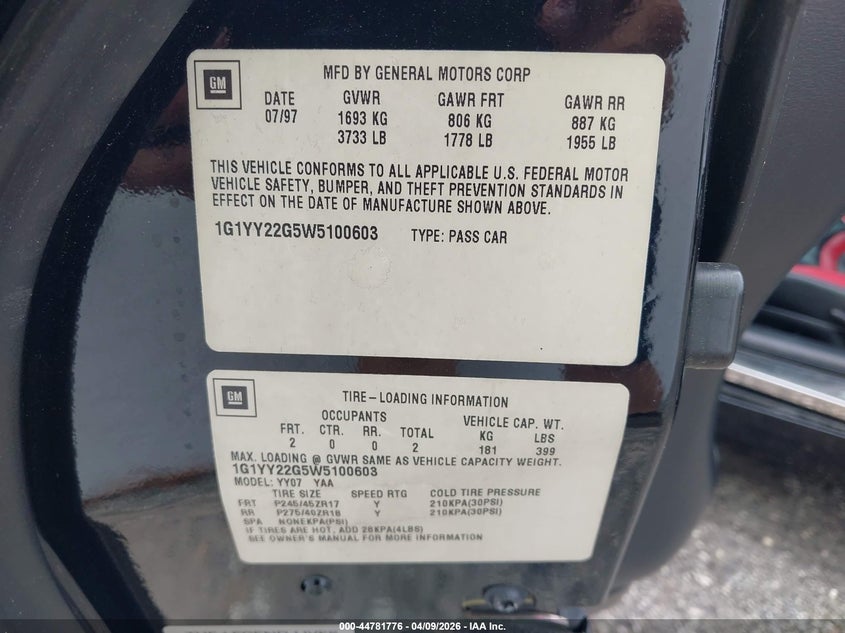 GM
MFD BY GENERAL MOTORS CORP
DATE GVWR GAWR FRT GAWR RR
07/97 1693 KG 806 KG 887 KG
3733 LB 1778 LB 1955 LB
THIS VEHICLE CONFORMS TO ALL APPLICABLE U.S. FEDERAL MOTOR
VEHICLE SAFETY, BUMPER, AND THEFT PREVENTION STANDARDS IN
EFFECT ON THE DATE OF MANUFACTURE SHOWN ABOVE.
1G1YY22G5W5100603 TYPE: PASS CAR
GM
TIRE-LOADING INFORMATION
OCCUPANTS VEHICLE CAP. WT.
FRT. CTR. RR. TOTAL KG LBS
2 0 0 2 181 399
MAX. LOADING @ GVWR SAME AS VEHICLE CAPACITY WEIGHT.
1G1YY22G5W5100603
MODEL: YY07 YAA
TIRE SIZE SPEED RTG COLD TIRE PRESSURE
FRT P245/45ZR17 Y 210KPA(30PSI)
RR P275/40ZR18 Y 210KPA(30PSI)
SPA NONEKPA(PSI)
IF TIRES ARE HOT, ADD 28KPA(4LBS)
SEE OWNER'S MANUAL FOR MORE INFORMATION
000-44781776 - 04/09/2026 - IAA Inc.